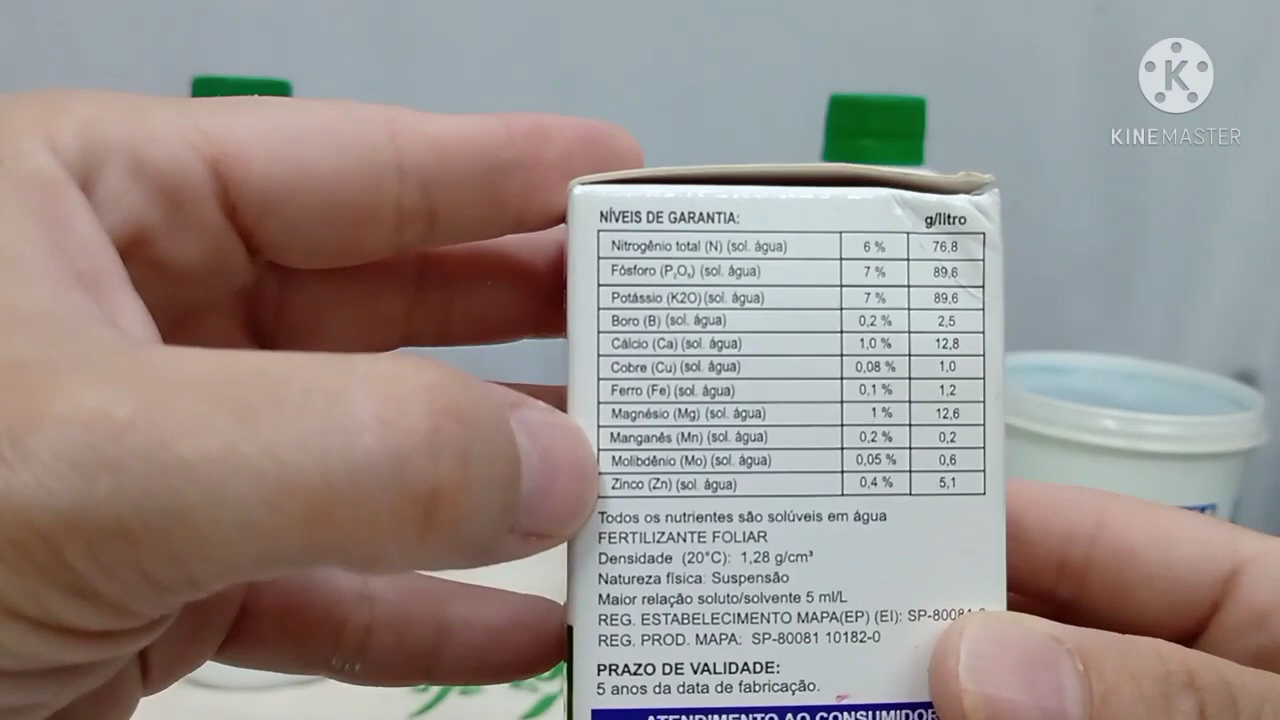 K
KINEMASTER
NÍVEIS DE GARANTIA: g/litro
Nitrogênio total (N) (sol. água) 6 % 76,8
Fósforo (P₂O₅) (sol. água) 7 % 89,6
Potássio (K2O) (sol. água) 7 % 89,6
Boro (B) (sol. água) 0,2 % 2,5
Cálcio (Ca) (sol. água) 1,0 % 12,8
Cobre (Cu) (sol. água) 0,08 % 1,0
Ferro (Fe) (sol. água) 0,1 % 1,2
Magnésio (Mg) (sol. água) 1 % 12,6
Manganês (Mn) (sol. água) 0,2 % 0,2
Molibdênio (Mo) (sol. água) 0,05 % 0,6
Zinco (Zn) (sol. água) 0,4 % 5,1
Todos os nutrientes são solúveis em água
FERTILIZANTE FOLIAR
Densidade (20°C): 1,28 g/cm³
Natureza física: Suspensão
Maior relação soluto/solvente 5 ml/L
REG. ESTABELECIMENTO MAPA(EP) (EI): SP-80081
REG. PROD. MAPA: SP-80081 10182-0
PRAZO DE VALIDADE:
5 anos da data de fabricação.
ATENDIMENTO AO CONSUMIDOR